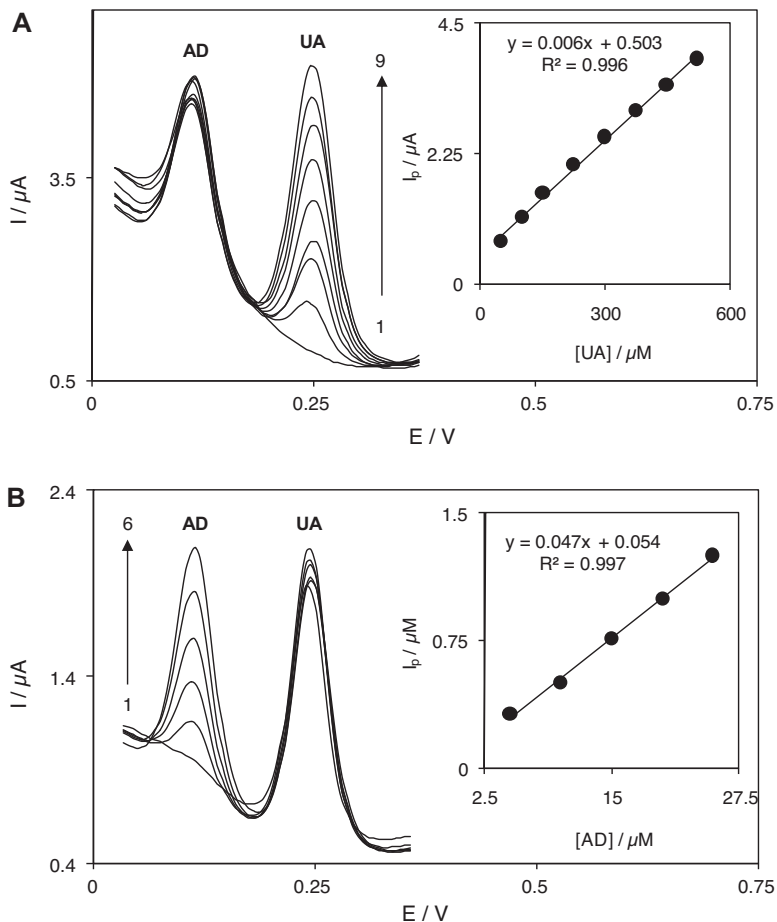 A
AD
UA
9
1
I / µA
3.5
0.5
0
0.25
0.5
0.75
E / V
y = 0.006x + 0.503
R² = 0.996
Ip / µA
4.5
2.25
0
0
300
600
[UA] / µM
B
AD
UA
6
1
I / µA
2.4
1.4
0.4
0
0.25
0.5
0.75
E / V
y = 0.047x + 0.054
R² = 0.997
Ip / µM
1.5
0.75
0
2.5
15
27.5
[AD] / µM